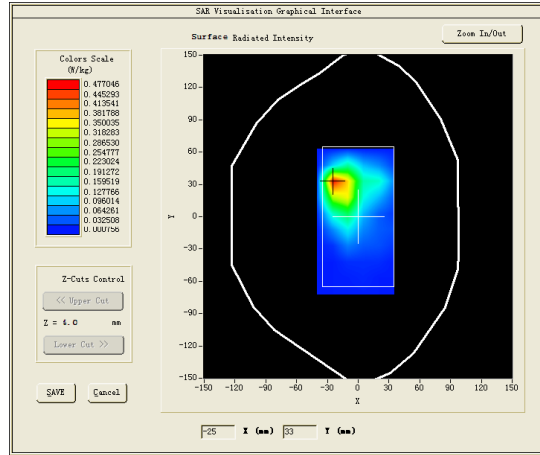 SAR Visualisation Graphical Interface
Surface Radiated Intensity
Zoom In/Out
Colors Scale
(W/kg)
0.477046
0.445293
0.413541
0.381788
0.350035
0.318283
0.286530
0.254777
0.223024
0.191272
0.159519
0.127766
0.096014
0.064261
0.032508
0.000756
Z-Cuts Control
<< Upper Cut
Z = 4.0 mm
Lower Cut >>
SAVE Cancel
150
120
90
60
30
Y 0
-30
-60
-90
-120
-150
-150 -120 -90 -60 -30 0 30 60 90 120 150
X
-25 X (mm) 33 Y (mm)